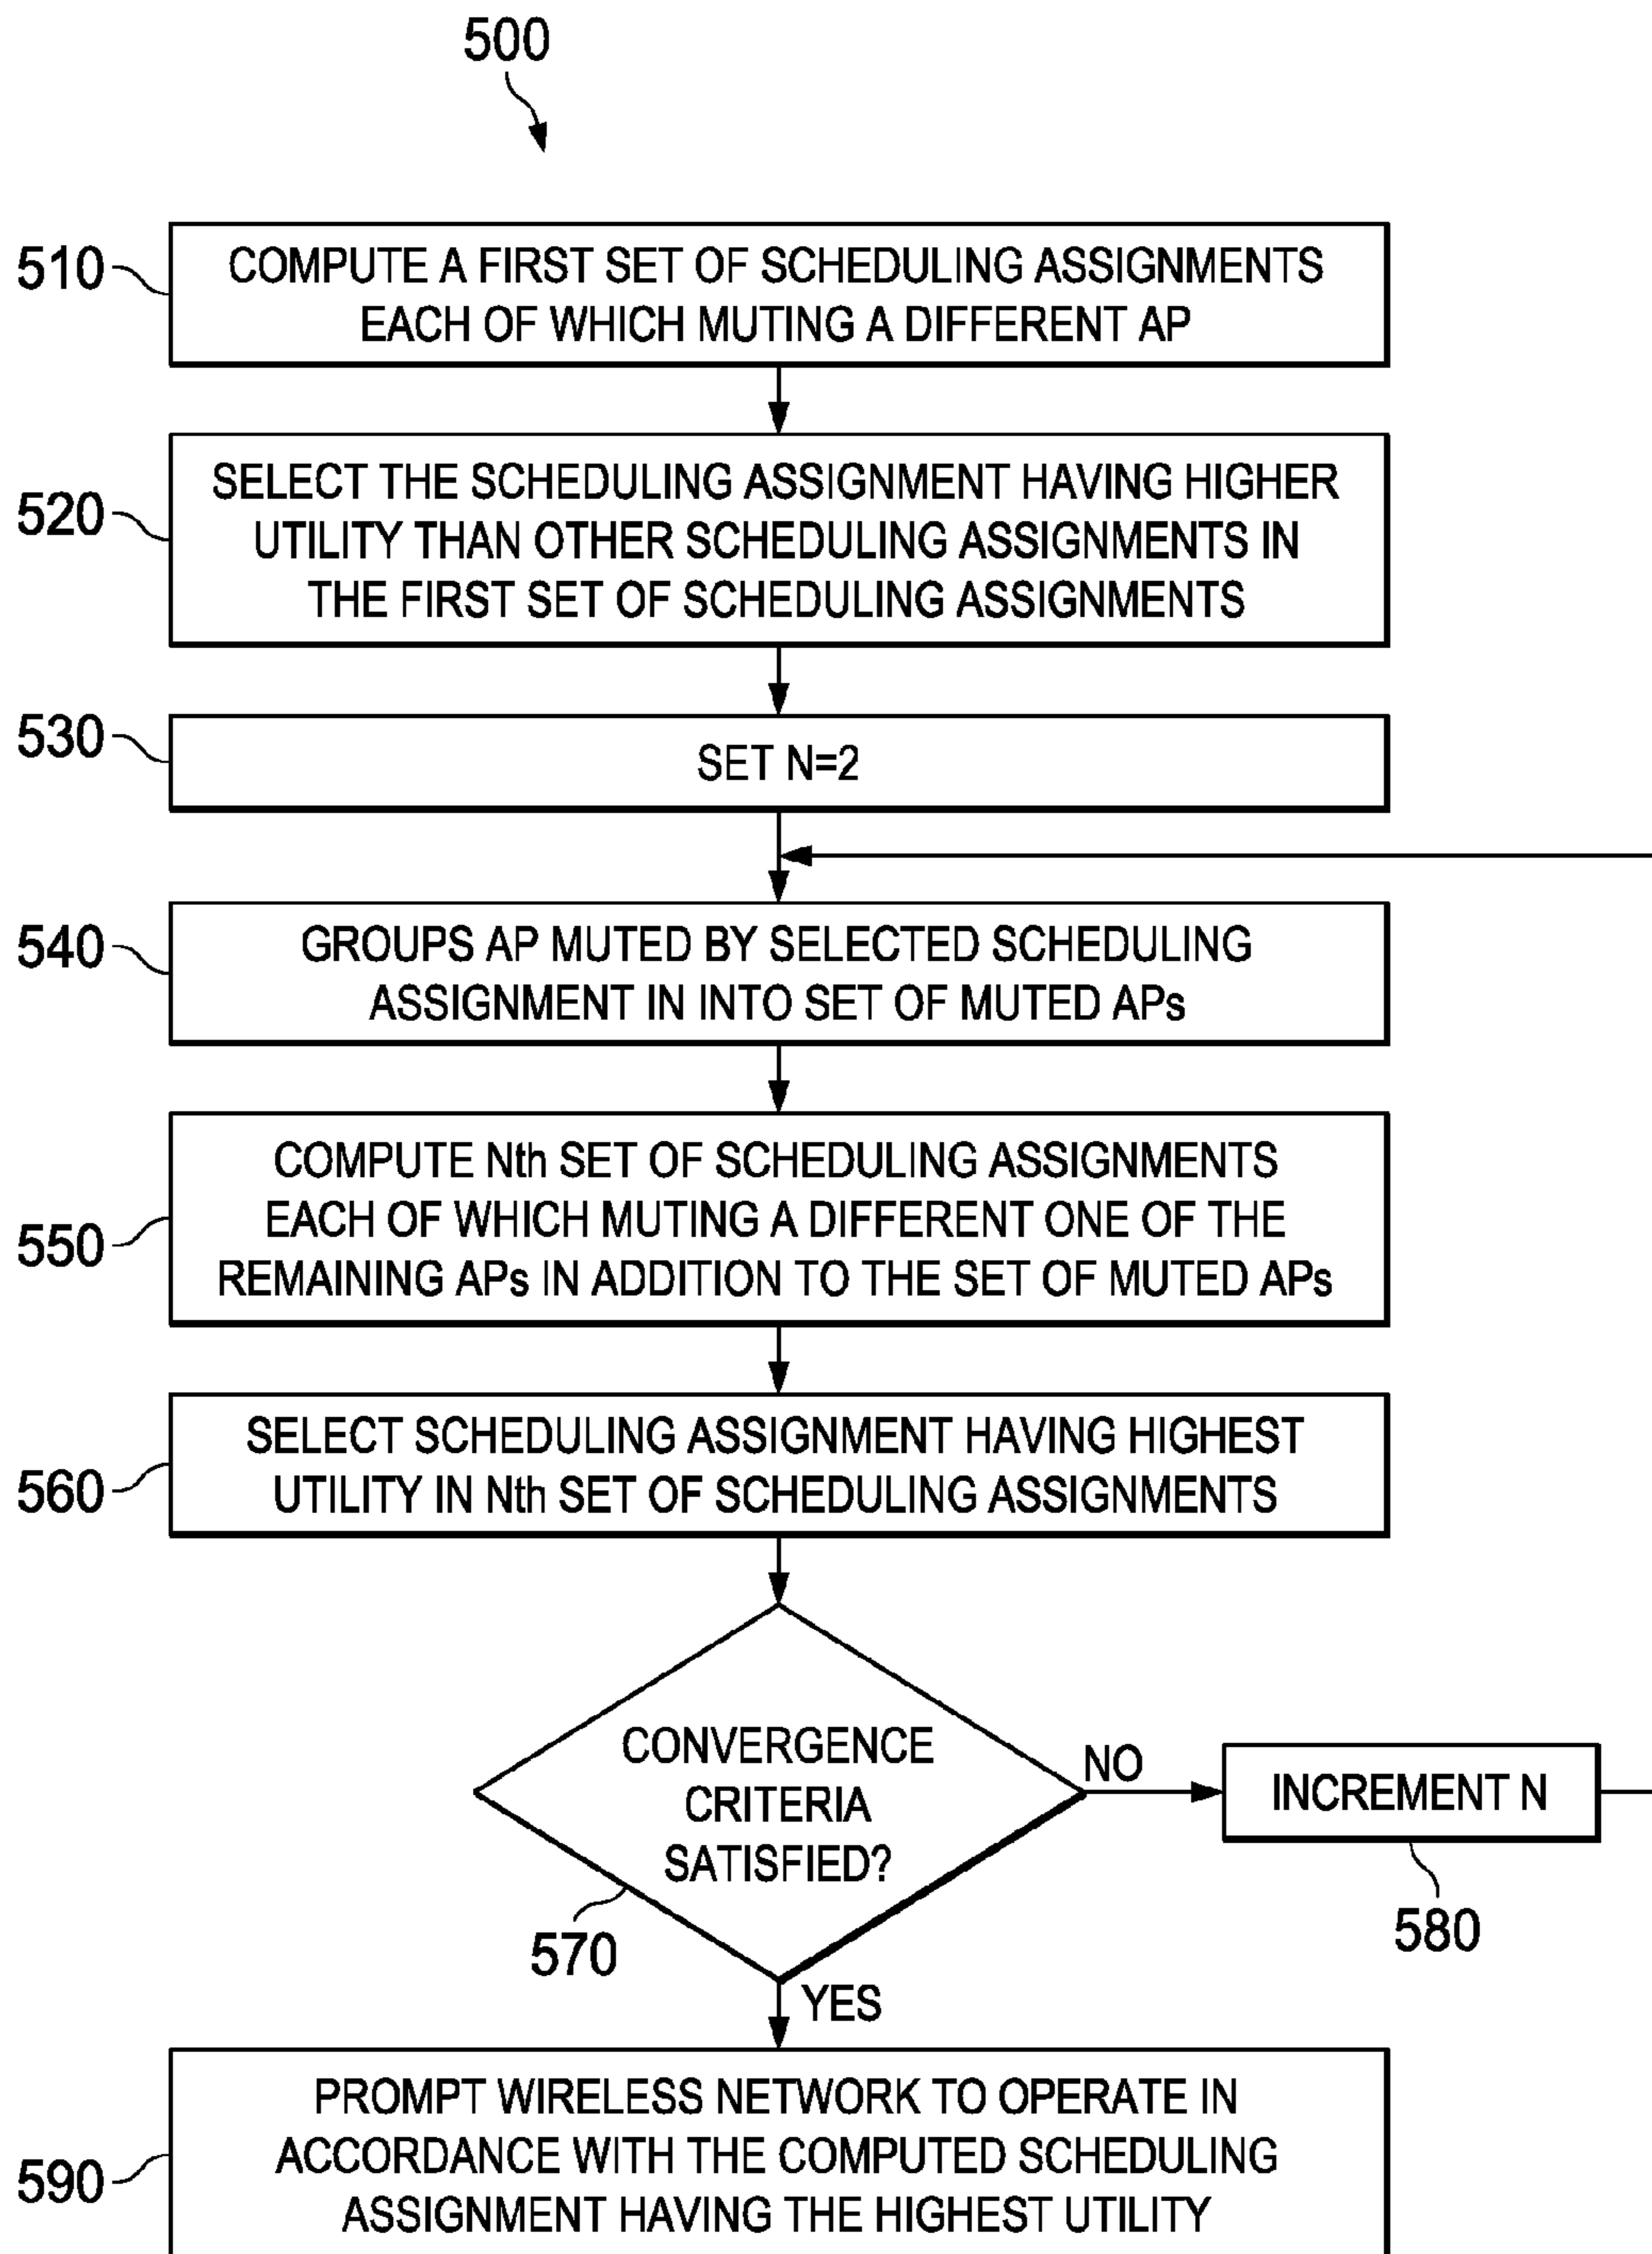 500
510
COMPUTE A FIRST SET OF SCHEDULING ASSIGNMENTS
EACH OF WHICH MUTING A DIFFERENT AP
520
SELECT THE SCHEDULING ASSIGNMENT HAVING HIGHER
UTILITY THAN OTHER SCHEDULING ASSIGNMENTS IN
THE FIRST SET OF SCHEDULING ASSIGNMENTS
530
SET N=2
540
GROUPS AP MUTED BY SELECTED SCHEDULING
ASSIGNMENT IN INTO SET OF MUTED APs
550
COMPUTE Nth SET OF SCHEDULING ASSIGNMENTS
EACH OF WHICH MUTING A DIFFERENT ONE OF THE
REMAINING APs IN ADDITION TO THE SET OF MUTED APs
560
SELECT SCHEDULING ASSIGNMENT HAVING HIGHEST
UTILITY IN Nth SET OF SCHEDULING ASSIGNMENTS
CONVERGENCE
CRITERIA
SATISFIED?
570
NO
INCREMENT N
580
YES
590
PROMPT WIRELESS NETWORK TO OPERATE IN
ACCORDANCE WITH THE COMPUTED SCHEDULING
ASSIGNMENT HAVING THE HIGHEST UTILITY